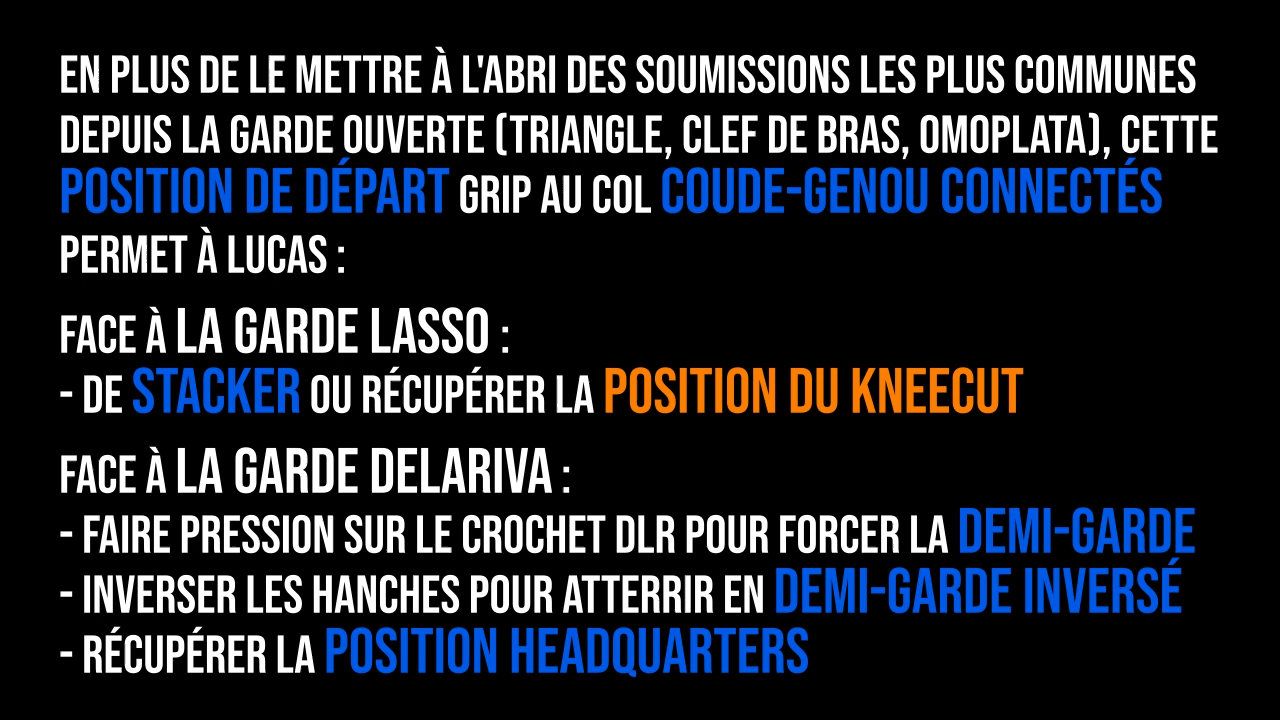 EN PLUS DE LE METTRE À L'ABRI DES SOUMISSIONS LES PLUS COMMUNES
DEPUIS LA GARDE OUVERTE (TRIANGLE, CLEF DE BRAS, OMOPLATA), CETTE
POSITION DE DÉPART GRIP AU COL COUDE-GENOU CONNECTÉS
PERMET À LUCAS :
FACE À LA GARDE LASSO :
- DE STACKER OU RÉCUPÉRER LA POSITION DU KNEECUT
FACE À LA GARDE DELARIVA :
- FAIRE PRESSION SUR LE CROCHET DLR POUR FORCER LA DEMI-GARDE
- INVERSER LES HANCHES POUR ATTERRIR EN DEMI-GARDE INVERSÉ
- RÉCUPÉRER LA POSITION HEADQUARTERS